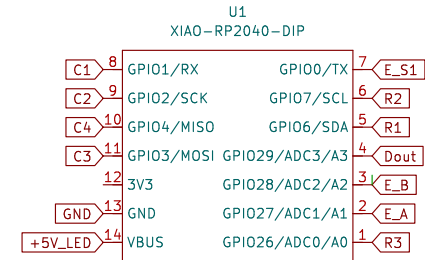 U1
XIAO-RP2040-DIP
C1 8 GPIO1/RX GPIO0/TX 7 E_S1
C2 9 GPIO2/SCK GPIO7/SCL 6 R2
C4 10 GPIO4/MISO GPIO6/SDA 5 R1
C3 11 GPIO3/MOSI GPIO29/ADC3/A3 4 Dout
12 3V3 GPIO28/ADC2/A2 3 E_B
GND 13 GND GPIO27/ADC1/A1 2 E_A
+5V_LED 14 VBUS GPIO26/ADC0/A0 1 R3